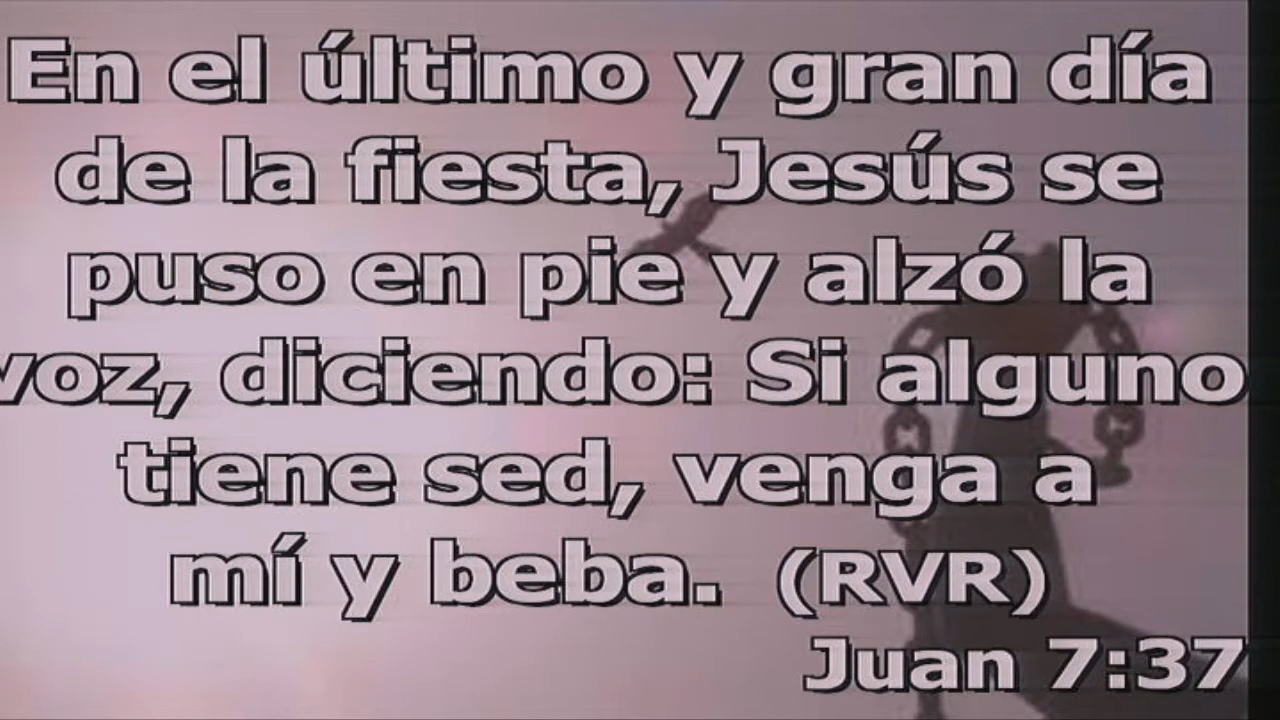 En el último y gran día
de la fiesta, Jesús se
puso en pie y alzó la
voz, diciendo: Si alguno
tiene sed, venga a
mí y beba. (RVR)
Juan 7:37